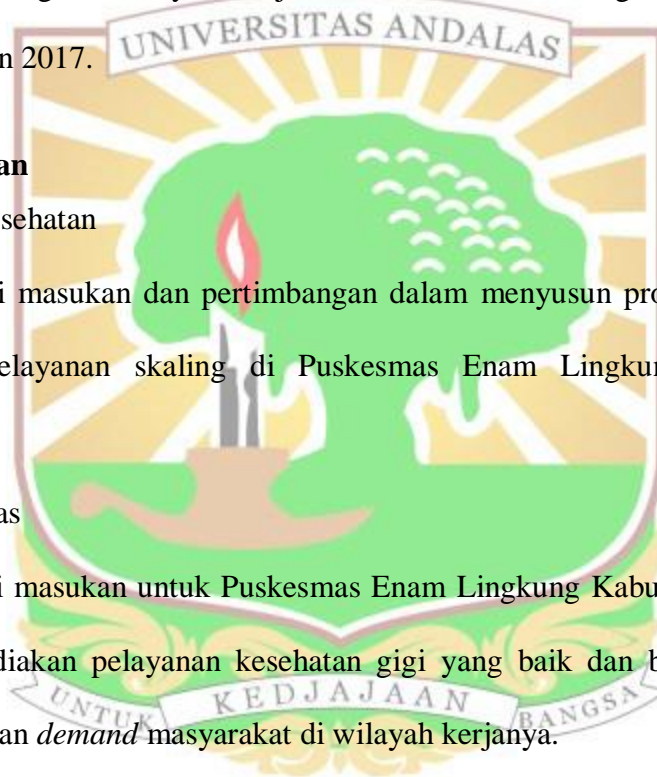 UNIVERSITAS ANDALAS
n 2017.
an
sehatan
i masukan dan pertimbangan dalam menyusun pro
elayanan skaling di Puskesmas Enam Lingkun
as
i masukan untuk Puskesmas Enam Lingkung Kabu
diakan pelayanan kesehatan gigi yang baik dan b
an demand masyarakat di wilayah kerjanya.
UNTUK KEDJAJAAN BANGSA